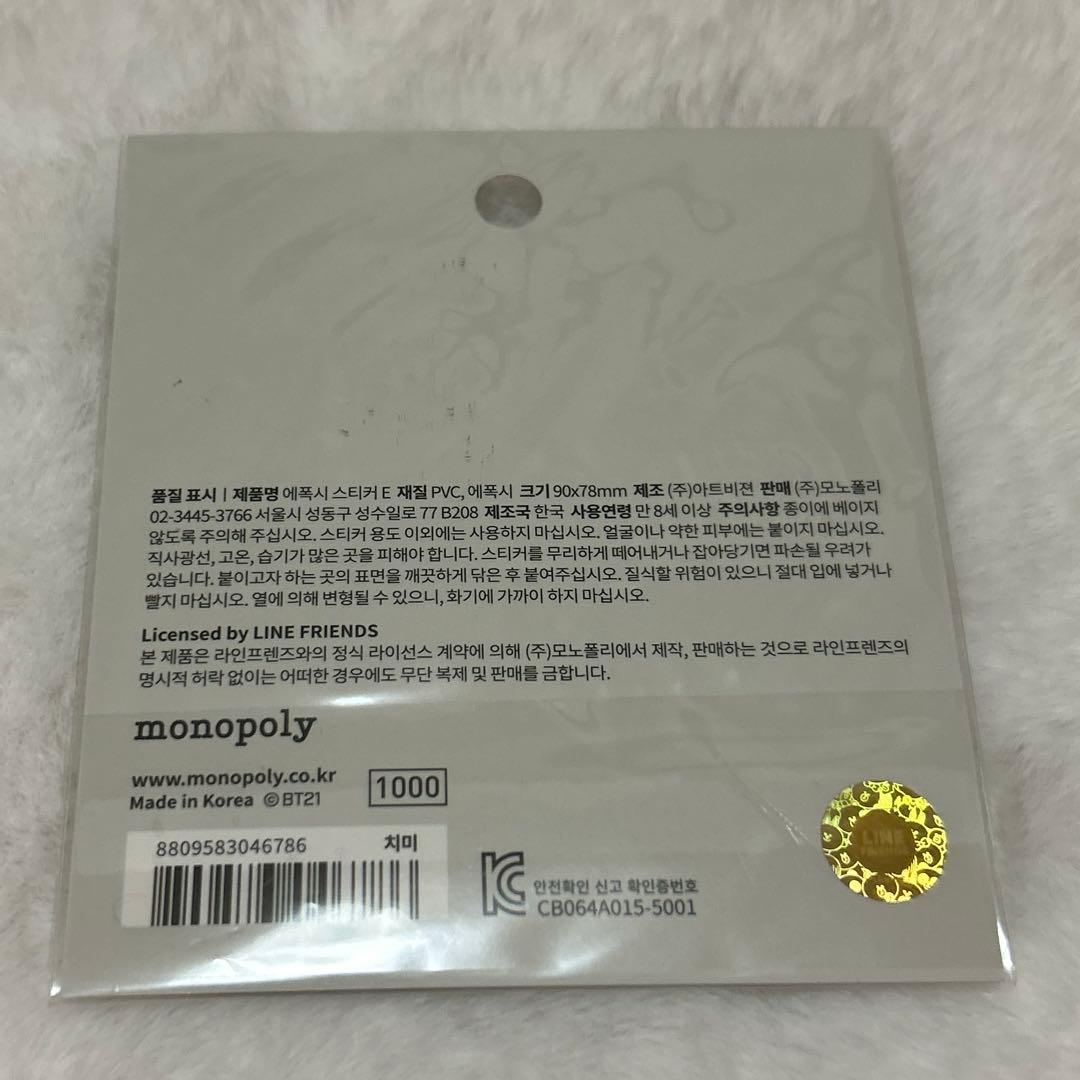 품질 표시 | 제품명 에폭시 스티커 E 재질 PVC, 에폭시 크기 90x78mm 제조 (주)아트비젼 판매 (주)모노폴리
02-3445-3766 서울시 성동구 성수일로 77 B208 제조국 한국 사용연령 만 8세 이상 주의사항 종이에 베이지
않도록 주의해 주십시오. 스티커 용도 이외에는 사용하지 마십시오. 얼굴이나 약한 피부에는 붙이지 마십시오.
직사광선, 고온, 습기가 많은 곳을 피해야 합니다. 스티커를 무리하게 떼어내거나 잡아당기면 파손될 우려가
있습니다. 붙이고자 하는 곳의 표면을 깨끗하게 닦은 후 붙여주십시오. 질식할 위험이 있으니 절대 입에 넣거나
빨지 마십시오. 열에 의해 변형될 수 있으니, 화기에 가까이 하지 마십시오.
Licensed by LINE FRIENDS
본 제품은 라인프렌즈와의 정식 라이선스 계약에 의해 (주)모노폴리에서 제작, 판매하는 것으로 라인프렌즈의
명시적 허락 없이는 어떠한 경우에도 무단 복제 및 판매를 금합니다.
monopoly
www.monopoly.co.kr
Made in Korea ©BT21
1000
8809583046786 치미
안전확인 신고 확인증번호
CB064A015-5001
LINE